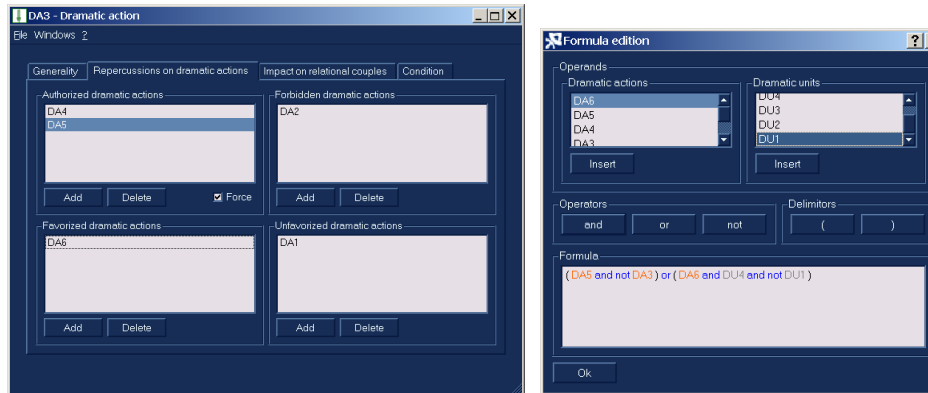 DA3 - Dramatic action
File Windows ?
Generality Repercussions on dramatic actions Impact on relational couples Condition
Authorized dramatic actions
DA4
DA5
Add Delete Force
Forbidden dramatic actions
DA2
Add Delete
Favorized dramatic actions
DA6
Add Delete
Unfavorized dramatic actions
DA1
Add Delete
Formula edition ?
Operands
Dramatic actions
DA6
DA5
DA4
DA3
Insert
Dramatic units
DU4
DU3
DU2
DU1
Insert
Operators
and or not
Delimitors
( )
Formula
( DA5 and not DA3 ) or ( DA6 and DU4 and not DU1 )
Ok